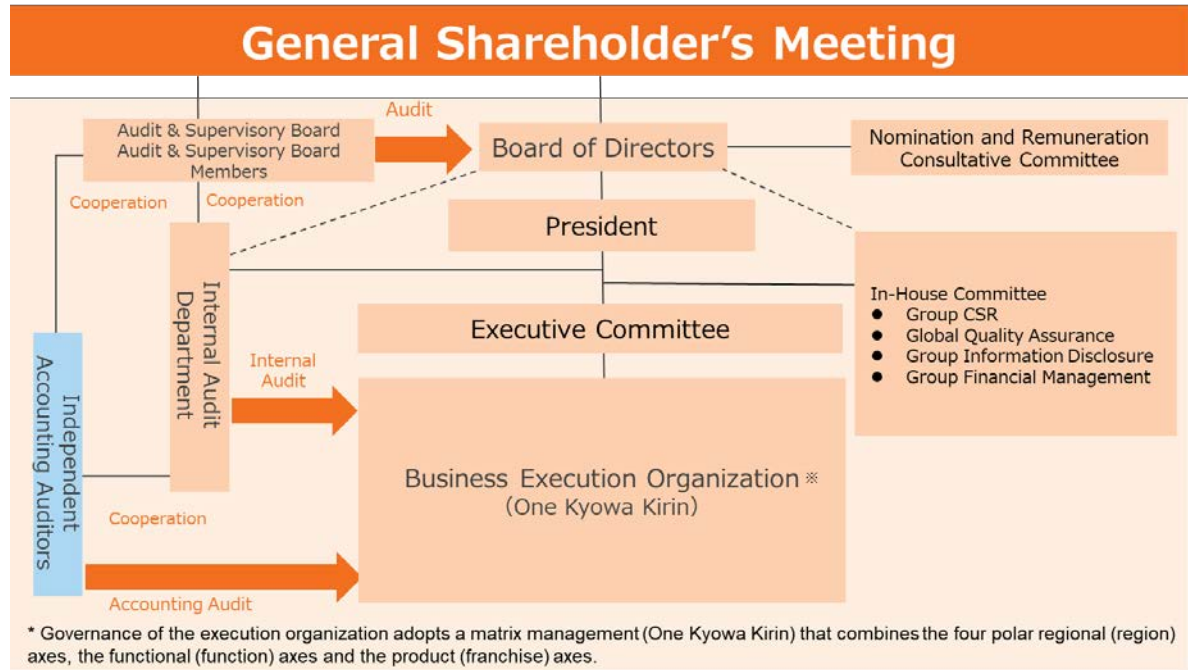 General Shareholder's Meeting
Audit
Audit & Supervisory Board
Audit & Supervisory Board
Members
Board of Directors
Nomination and Remuneration
Consultative Committee
Cooperation
Cooperation
President
Internal Audit
Department
In-House Committee
● Group CSR
● Global Quality Assurance
● Group Information Disclosure
● Group Financial Management
Executive Committee
Internal
Audit
Independent
Accounting Auditors
Business Execution Organization ※
(One Kyowa Kirin)
Cooperation
Accounting Audit
* Governance of the execution organization adopts a matrix management (One Kyowa Kirin) that combines the four polar regional (region)
axes, the functional (function) axes and the product (franchise) axes.